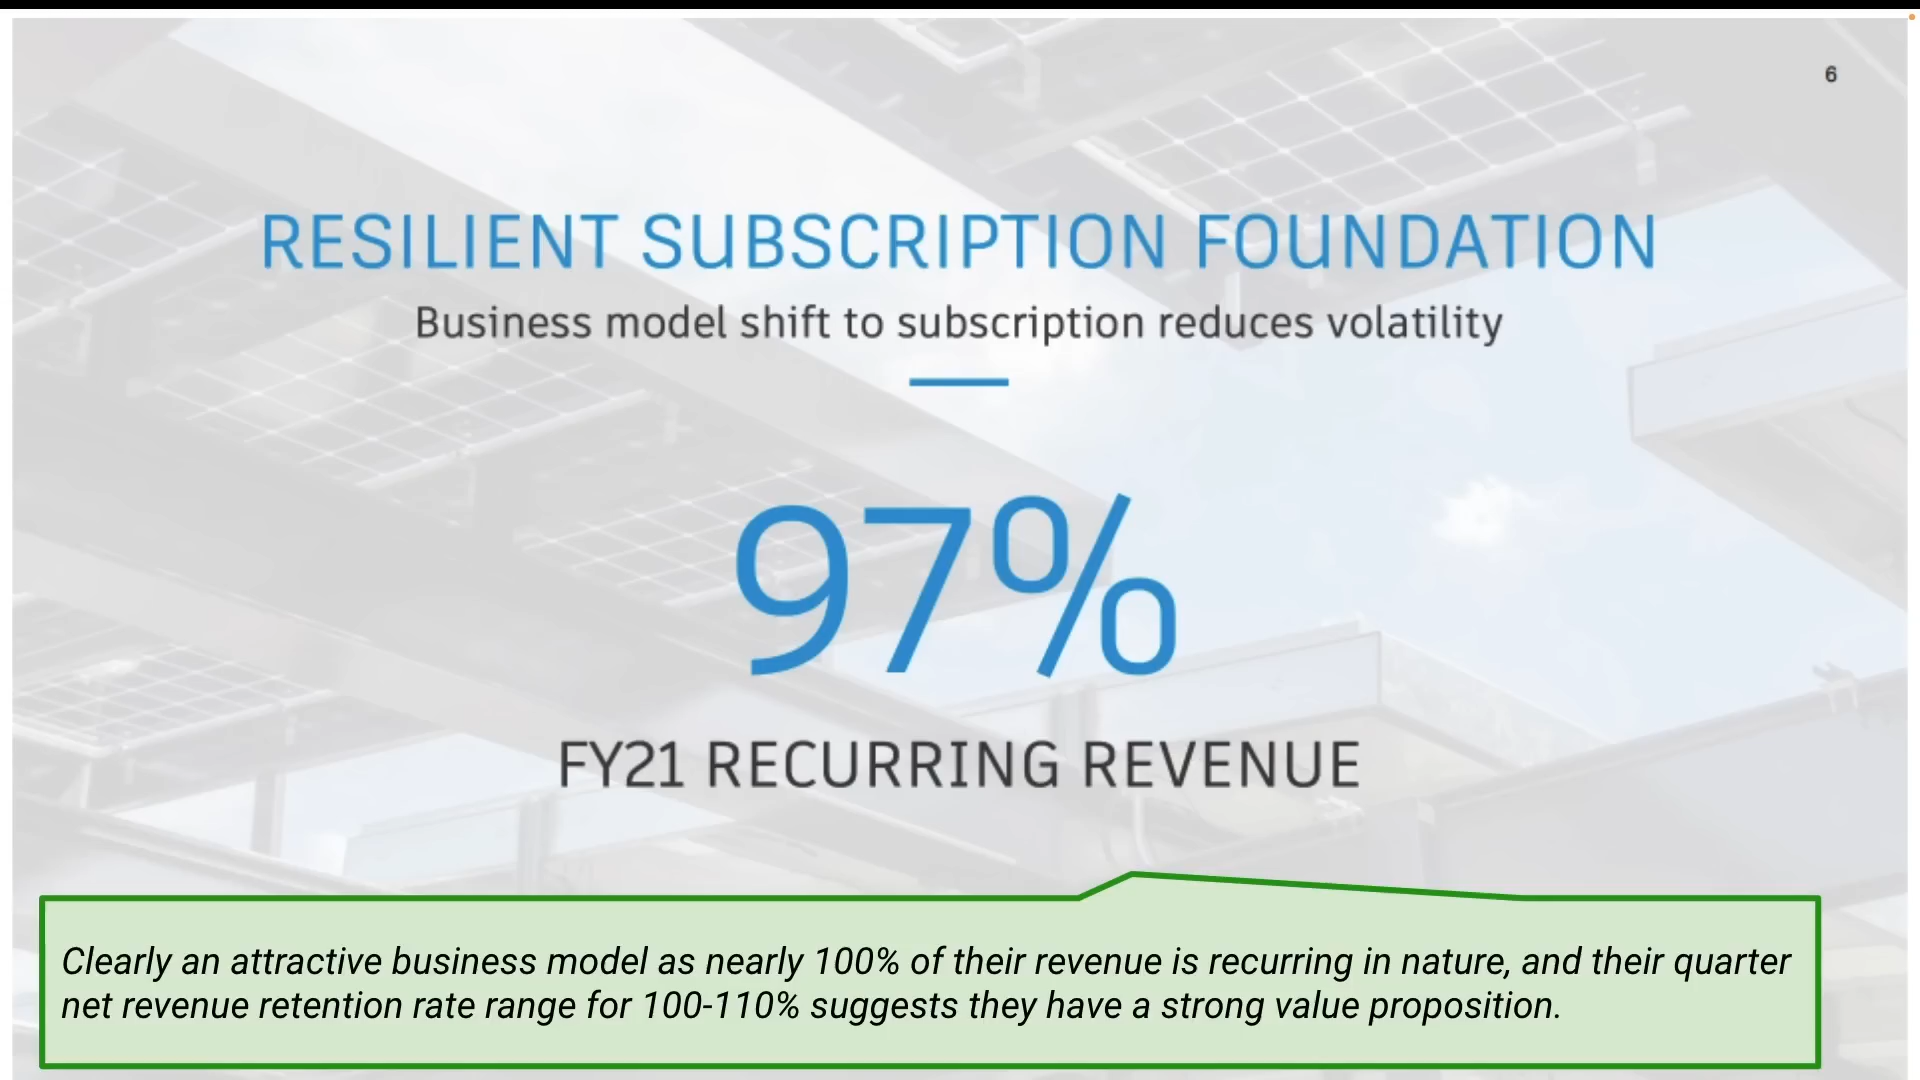 6
RESILIENT SUBSCRIPTION FOUNDATION
Business model shift to subscription reduces volatility
97%
FY21 RECURRING REVENUE
Clearly an attractive business model as nearly 100% of their revenue is recurring in nature, and their quarter
net revenue retention rate range for 100-110% suggests they have a strong value proposition.